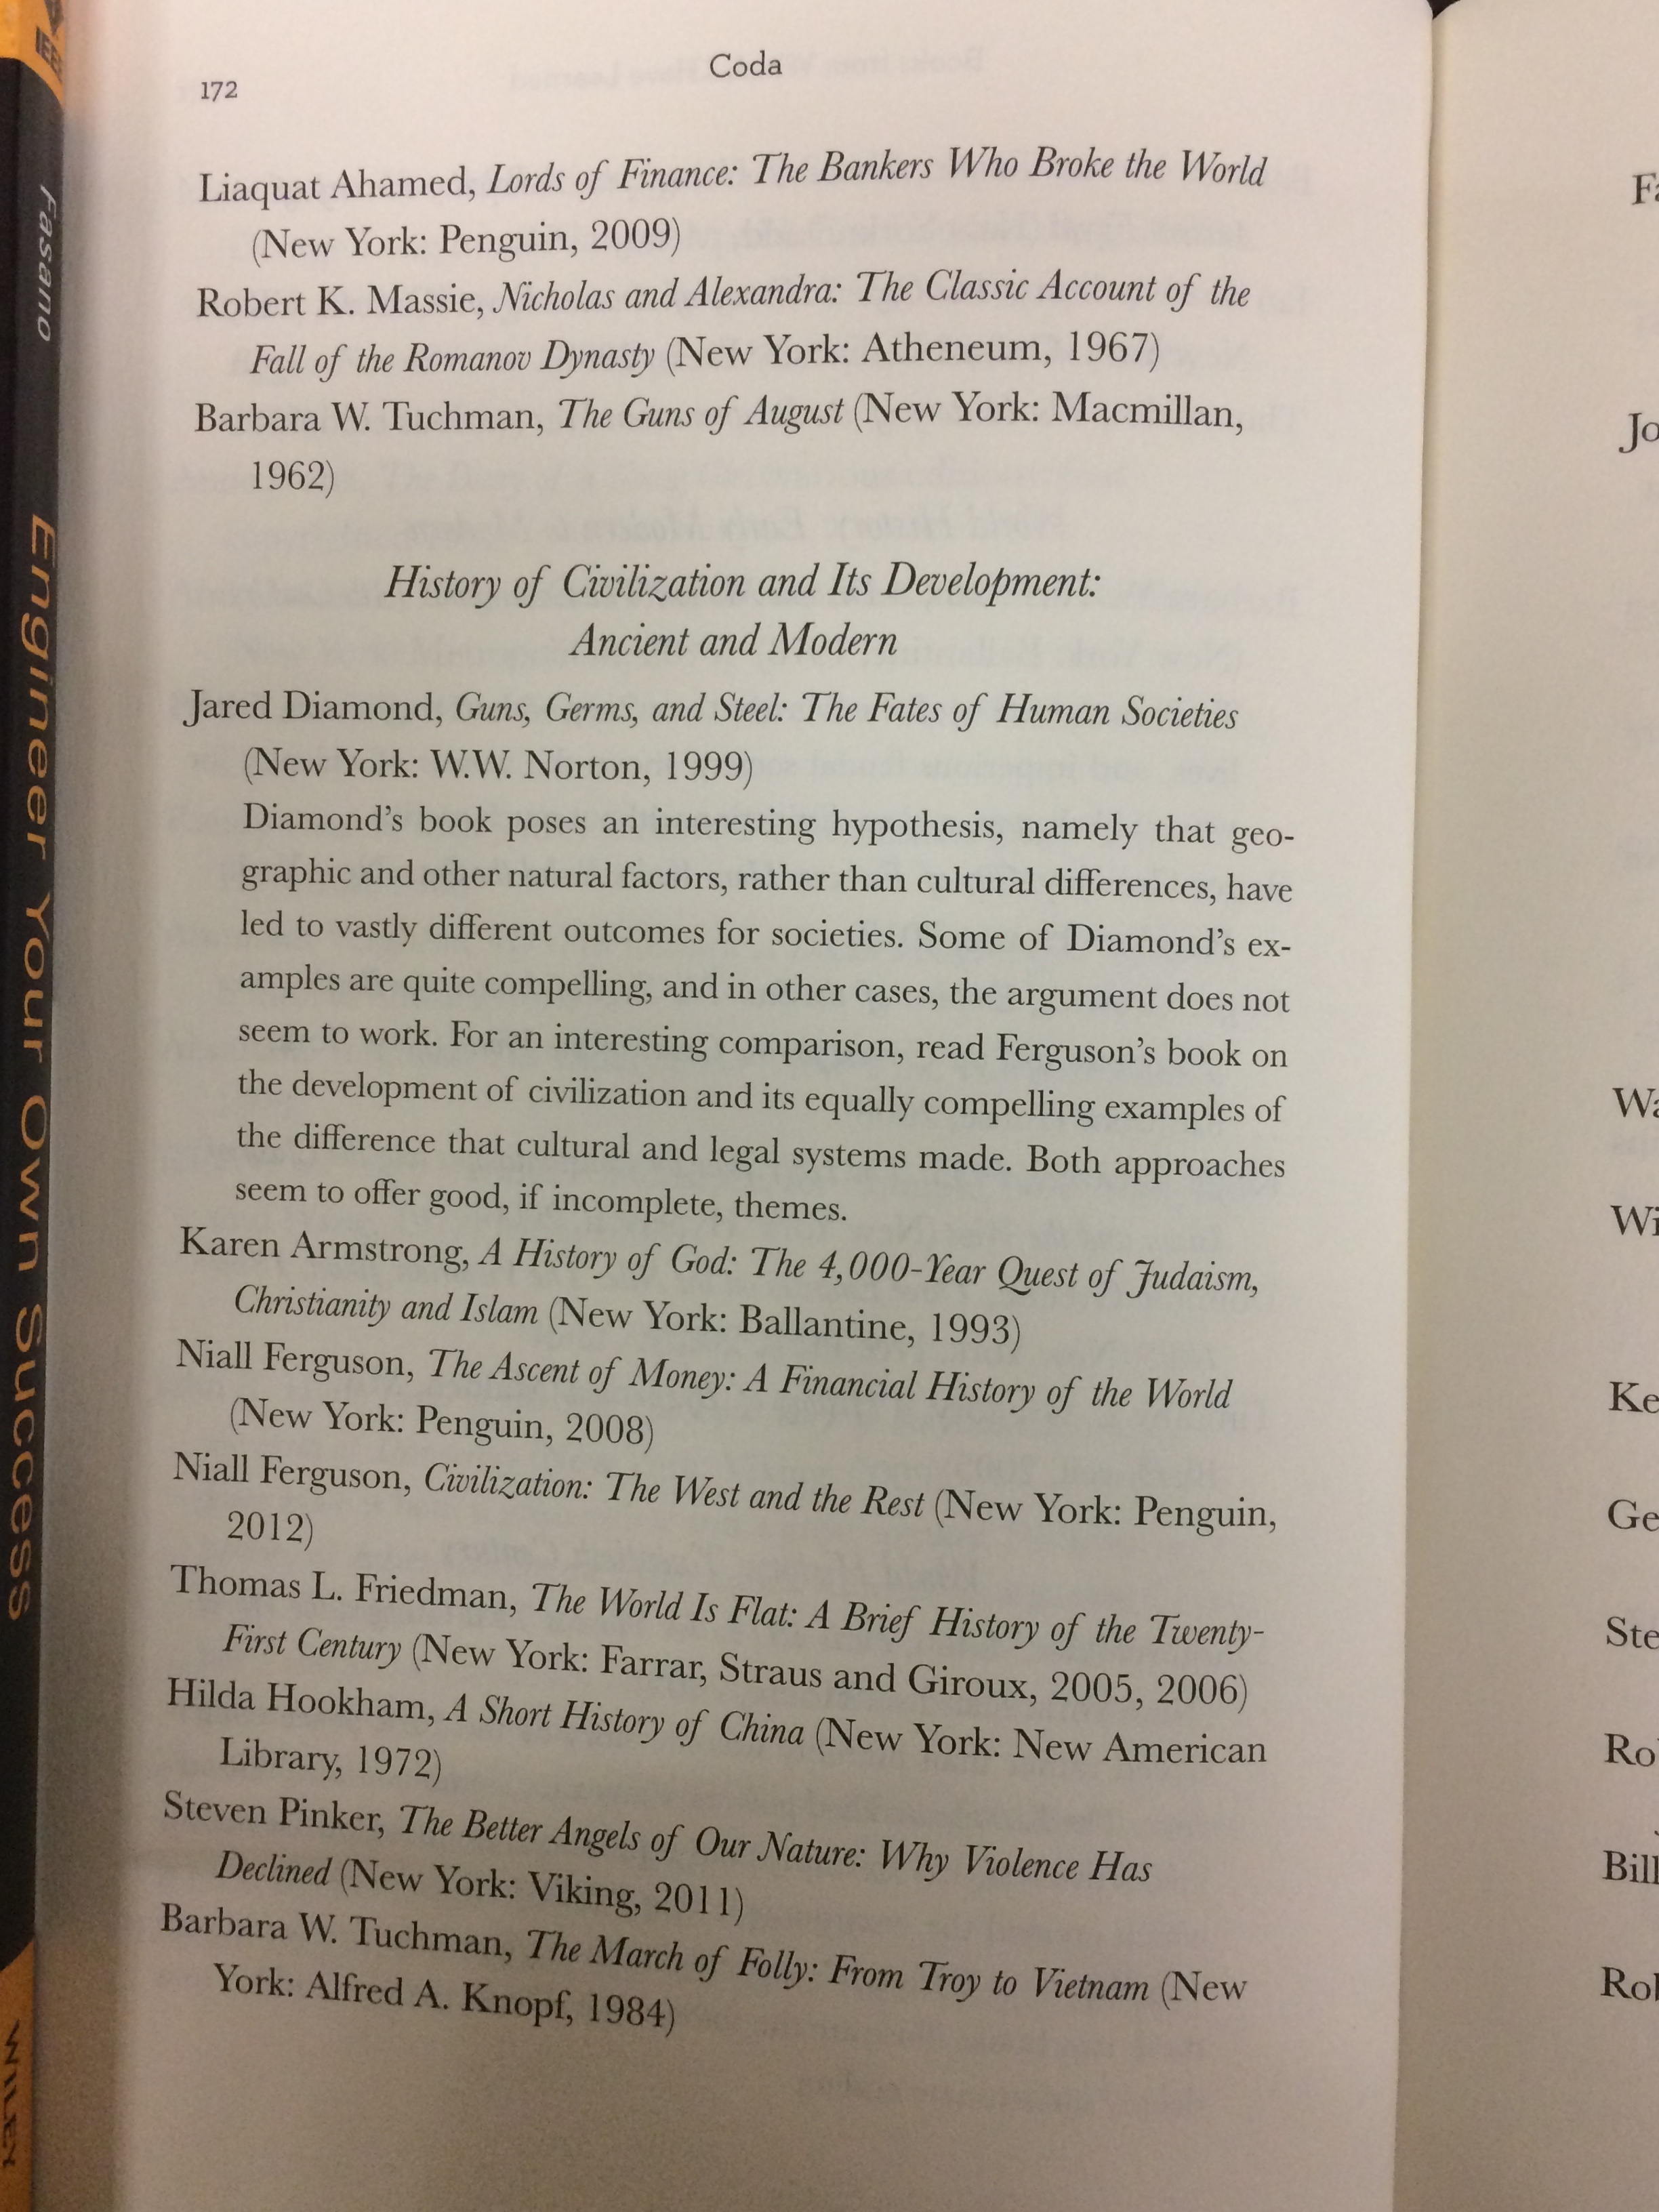 172
Coda
Liaquat Ahamed, Lords of Finance: The Bankers Who Broke the World
(New York: Penguin, 2009)
Robert K. Massie, Nicholas and Alexandra: The Classic Account of the
Fall of the Romanov Dynasty (New York: Atheneum, 1967)
Barbara W. Tuchman, The Guns of August (New York: Macmillan,
1962)
History of Civilization and Its Development:
Ancient and Modern
Jared Diamond, Guns, Germs, and Steel: The Fates of Human Societies
(New York: W.W. Norton, 1999)
Diamond's book poses an interesting hypothesis, namely that geo-
graphic and other natural factors, rather than cultural differences, have
led to vastly different outcomes for societies. Some of Diamond's ex-
amples are quite compelling, and in other cases, the argument does not
seem to work. For an interesting comparison, read Ferguson's book on
the development of civilization and its equally compelling examples of
the difference that cultural and legal systems made. Both approaches
seem to offer good, if incomplete, themes.
Karen Armstrong, A History of God: The 4,000-Year Quest of Judaism,
Christianity and Islam (New York: Ballantine, 1993)
Niall Ferguson, The Ascent of Money: A Financial History of the World
(New York: Penguin, 2008)
Niall Ferguson, Civilization: The West and the Rest (New York: Penguin,
2012)
Thomas L. Friedman, The World Is Flat: A Brief History of the Twenty-
First Century (New York: Farrar, Straus and Giroux, 2005, 2006)
Hilda Hookham, A Short History of China (New York: New American
Library, 1972)
Steven Pinker, The Better Angels of Our Nature: Why Violence Has
Declined (New York: Viking, 2011)
Barbara W. Tuchman, The March of Folly: From Troy to Vietnam (New
York: Alfred A. Knopf, 1984)
Fasano
Engineer Your Own Success
WILEY
Jo
Wi
Ke
Ge
Ste
Ro
Bill